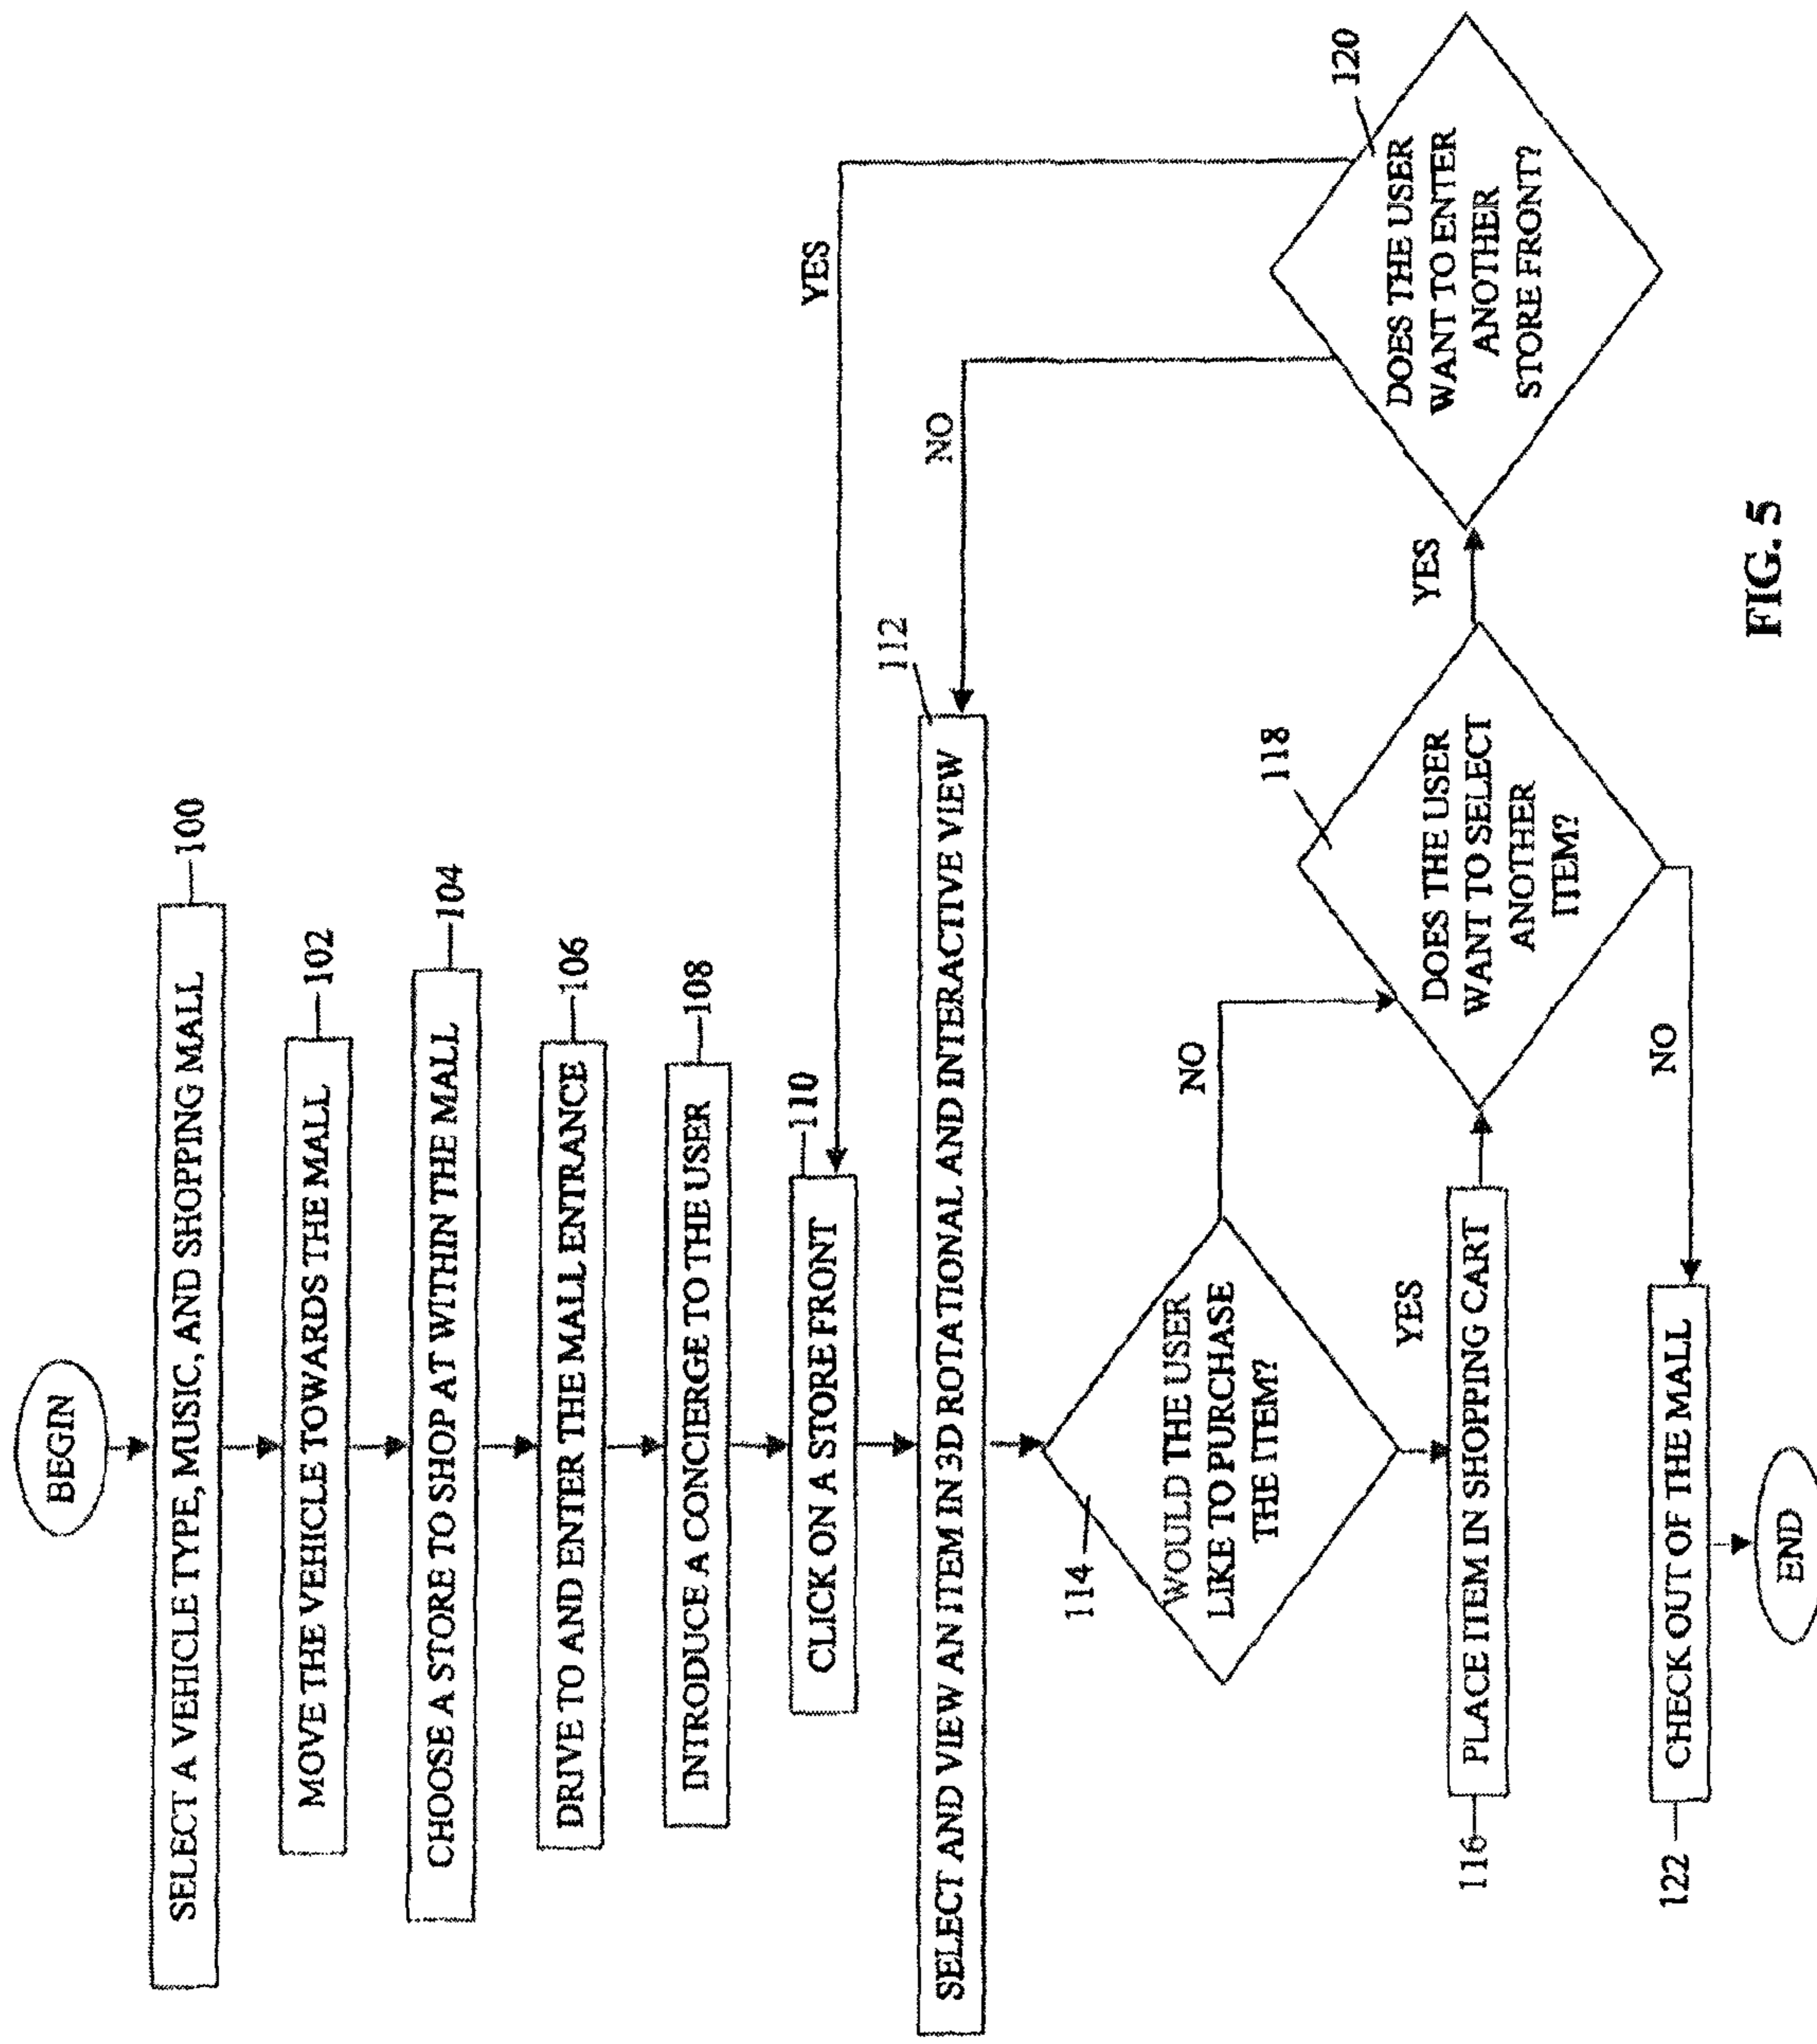 BEGIN
SELECT A VEHICLE TYPE, MUSIC, AND SHOPPING MALL
100
MOVE THE VEHICLE TOWARDS THE MALL
102
CHOOSE A STORE TO SHOP AT WITHIN THE MALL
104
DRIVE TO AND ENTER THE MALL ENTRANCE
106
INTRODUCE A CONCIERGE TO THE USER
108
CLICK ON A STORE FRONT
110
YES
SELECT AND VIEW AN ITEM IN 3D ROTATIONAL AND INTERACTIVE VIEW
112
NO
114
WOULD THE USER
LIKE TO PURCHASE
THE ITEM?
NO
YES
116
PLACE ITEM IN SHOPPING CART
118
DOES THE USER
WANT TO SELECT
ANOTHER
ITEM?
YES
NO
120
DOES THE USER
WANT TO ENTER
ANOTHER
STORE FRONT?
122
CHECK OUT OF THE MALL
END
FIG. 5